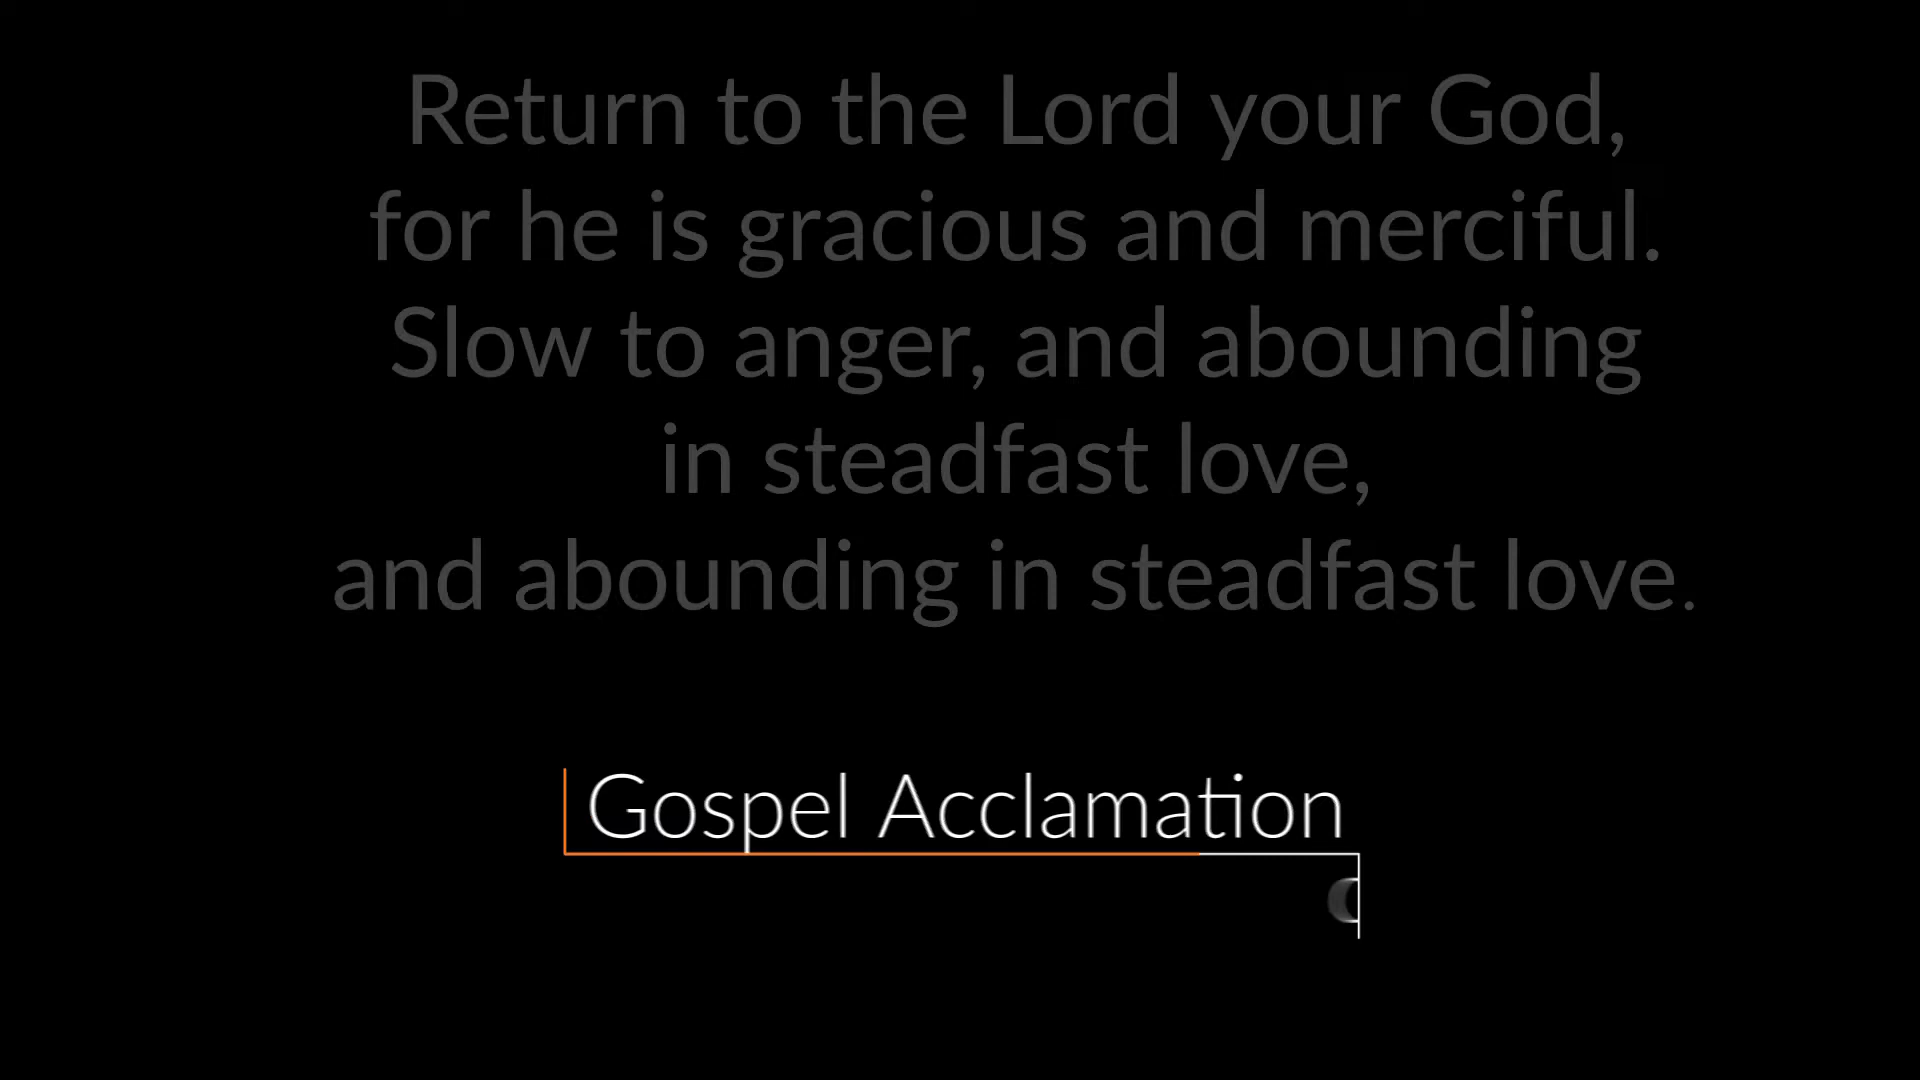 Return to the Lord your God,
for he is gracious and merciful.
Slow to anger, and abounding
in steadfast love,
and abounding in steadfast love.
Gospel Acclamation